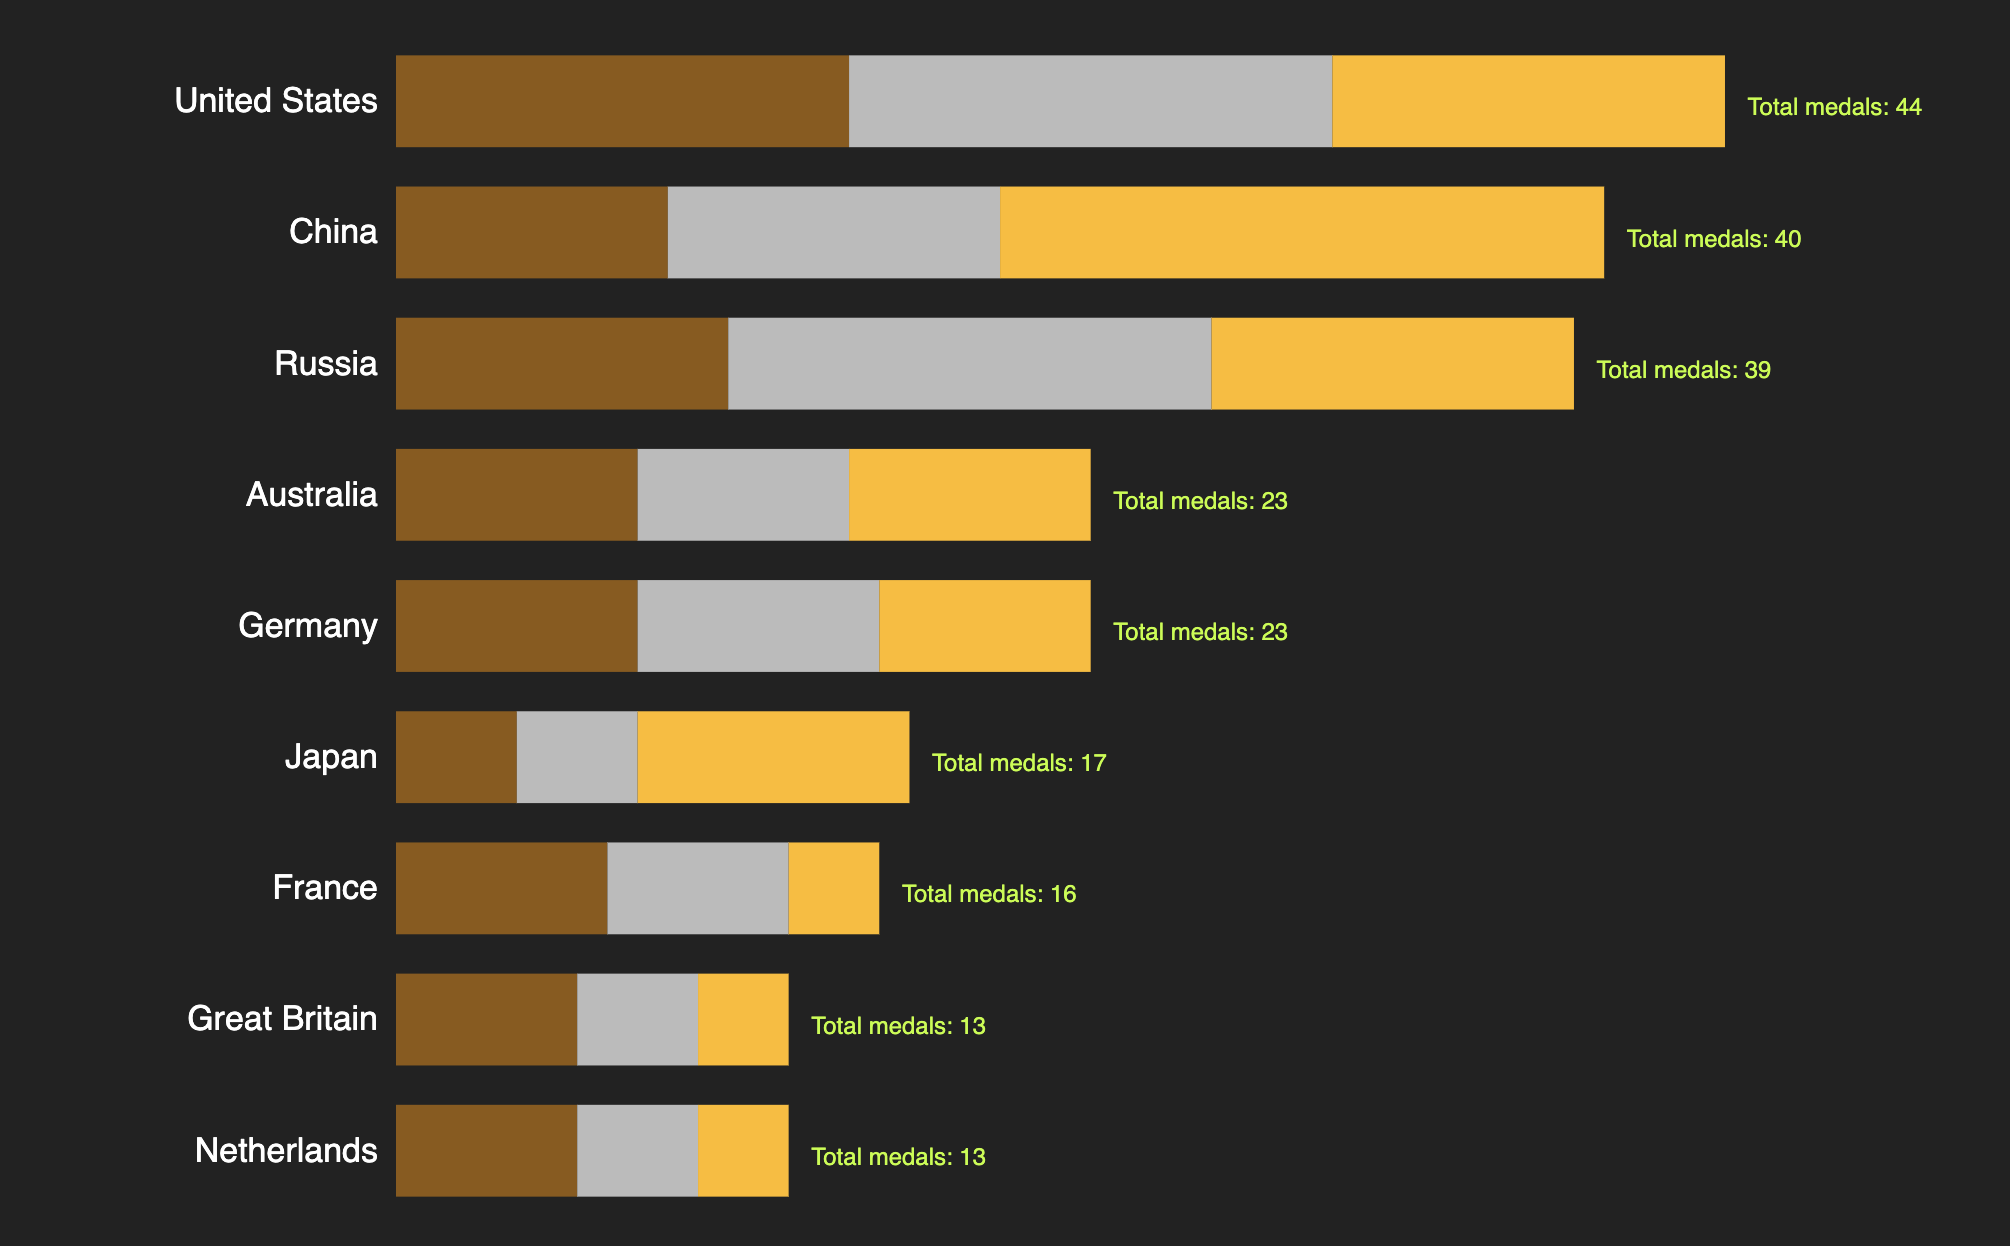 United States
Total medals: 44
China
Total medals: 40
Russia
Total medals: 39
Australia
Total medals: 23
Germany
Total medals: 23
Japan
Total medals: 17
France
Total medals: 16
Great Britain
Total medals: 13
Netherlands
Total medals: 13